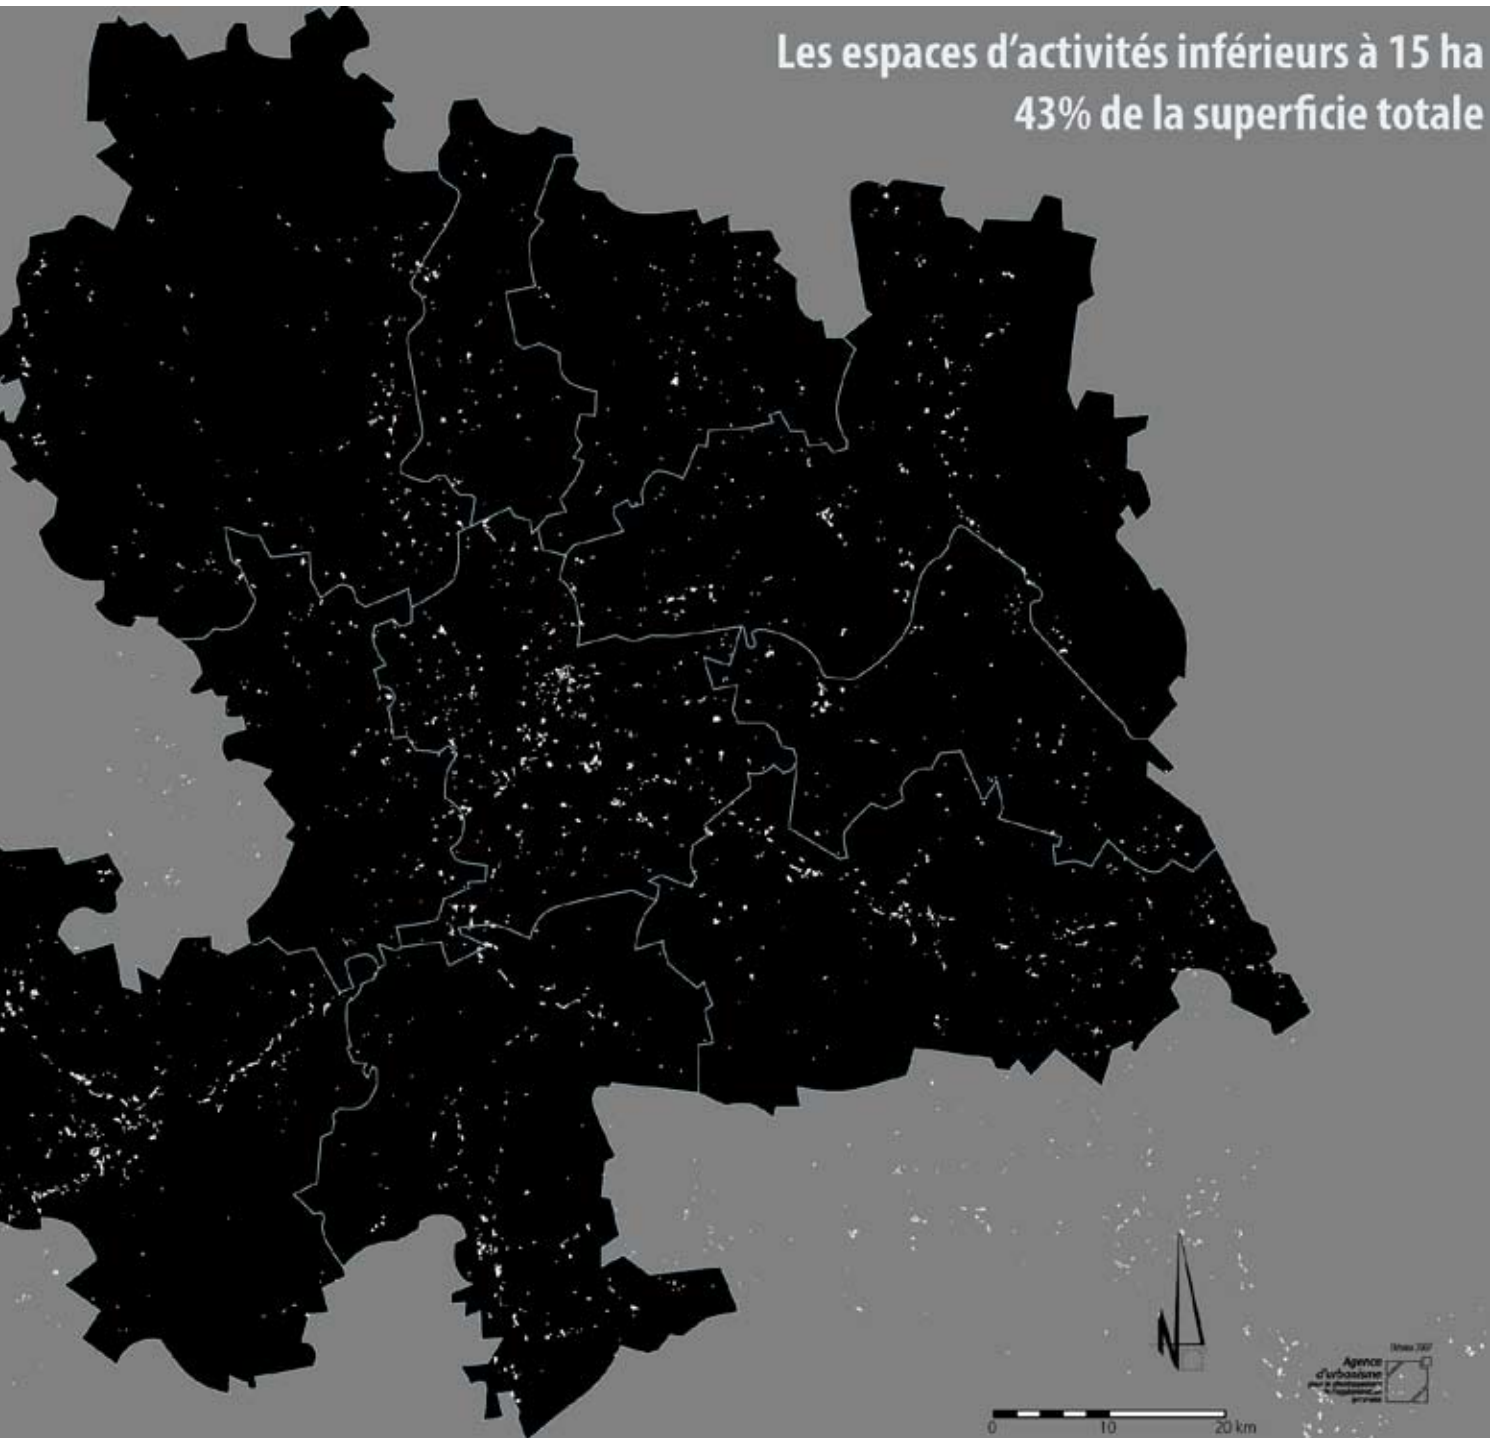 Les espaces d'activités inférieurs à 15 ha
43% de la superficie totale
N
Agence
d'urbanisme
0 10 20 km